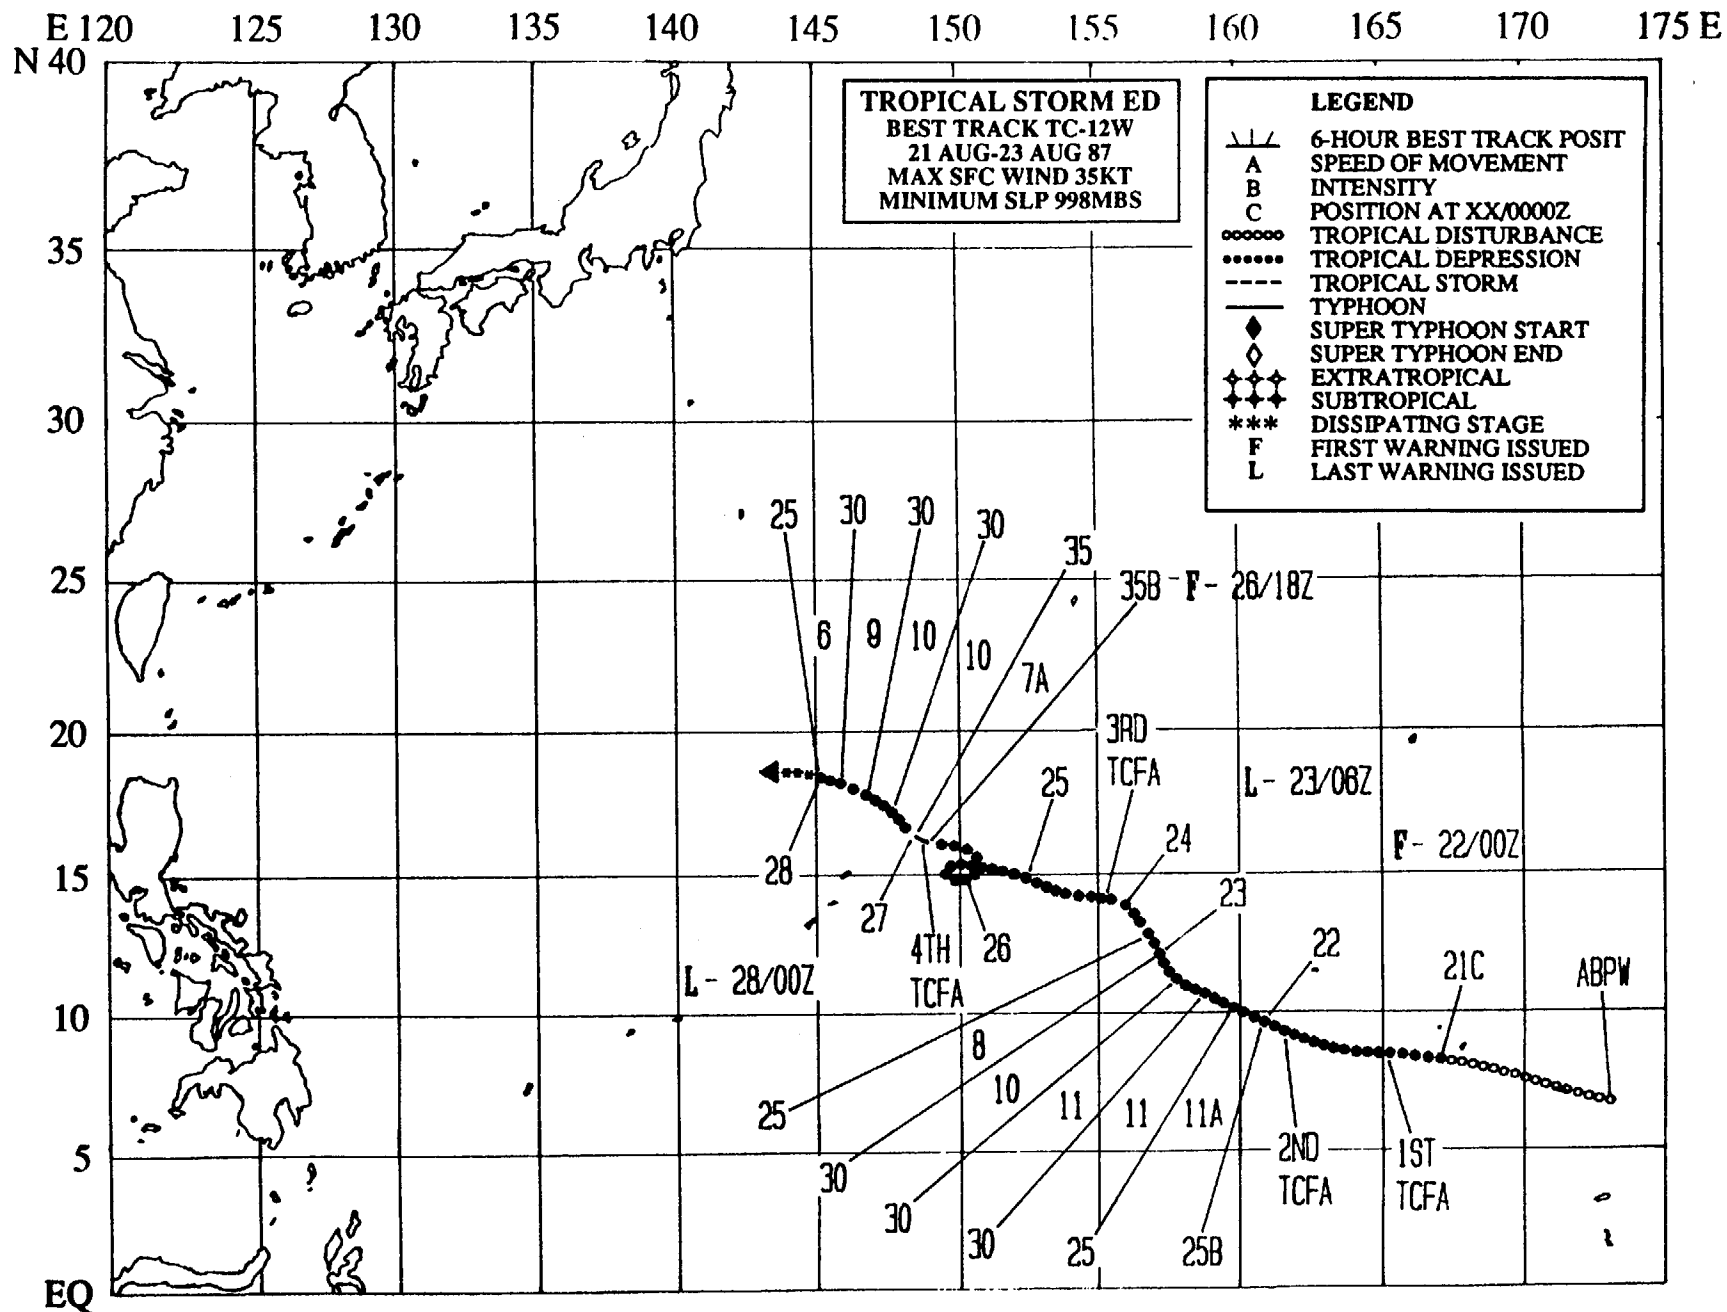 E 120 125 130 135 140 145 150 155 160 165 170 175 E
N 40
35
30
25
20
15
10
5
EQ
TROPICAL STORM ED
BEST TRACK TC-12W
21 AUG-23 AUG 87
MAX SFC WIND 35KT
MINIMUM SLP 998MBS
LEGEND
6-HOUR BEST TRACK POSIT
A SPEED OF MOVEMENT
B INTENSITY
C POSITION AT XX/0000Z
TROPICAL DISTURBANCE
TROPICAL DEPRESSION
TROPICAL STORM
TYPHOON
SUPER TYPHOON START
SUPER TYPHOON END
EXTRATROPICAL
SUBTROPICAL
*** DISSIPATING STAGE
F FIRST WARNING ISSUED
L LAST WARNING ISSUED
25 30 30 30 35
35B F- 26/18Z
6 9 10 10 7A
3RD
TCFA
25
L- 23/06Z
24
F- 22/00Z
28
27
4TH
TCFA
26
23
22
21C
ABPW
L- 28/00Z
8
10
11
11
11A
25
30
30
30
25
25B
2ND
TCFA
1ST
TCFA